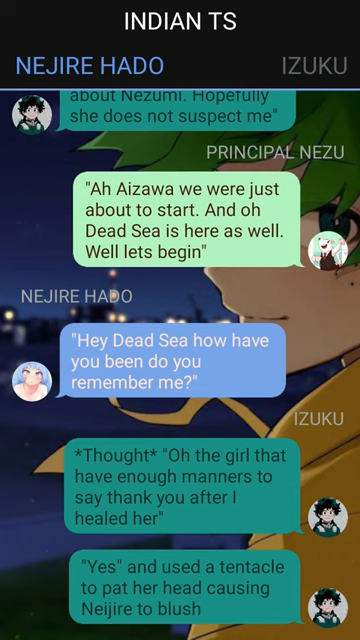 INDIAN TS
NEJIRE HADO
IZUKU
about Nezumi. Hopefully
she does not suspect me"
PRINCIPAL NEZU
"Ah Aizawa we were just
about to start. And oh
Dead Sea is here as well.
Well lets begin"
NEJIRE HADO
"Hey Dead Sea how have
you been do you
remember me?"
IZUKU
*Thought* "Oh the girl that
have enough manners to
say thank you after I
healed her"
"Yes" and used a tentacle
to pat her head causing
Neijire to blush